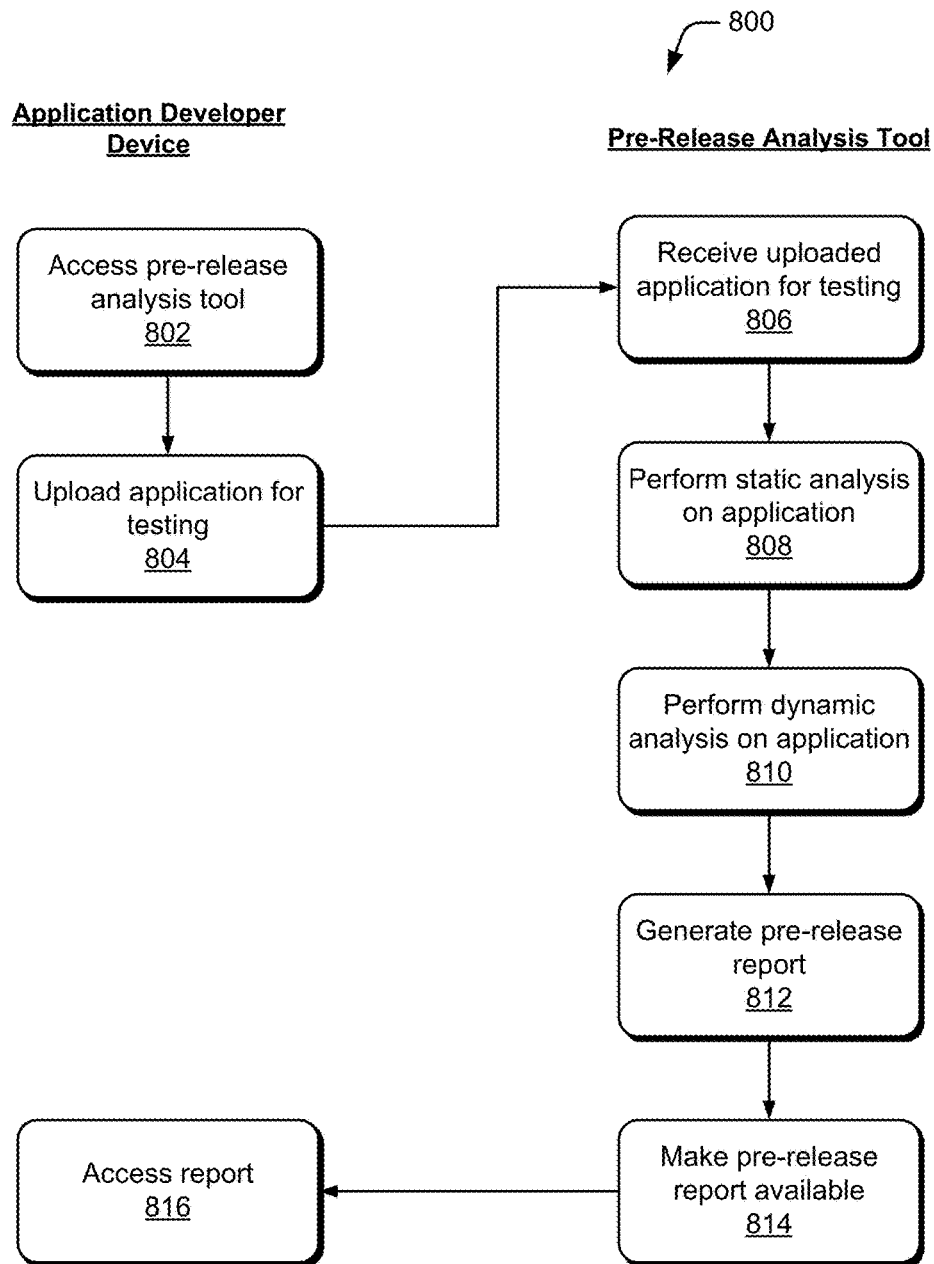 800
Application Developer
Device
Pre-Release Analysis Tool
Access pre-release
analysis tool
802
Upload application for
testing
804
Receive uploaded
application for testing
806
Perform static analysis
on application
808
Perform dynamic
analysis on application
810
Generate pre-release
report
812
Make pre-release
report available
814
Access report
816